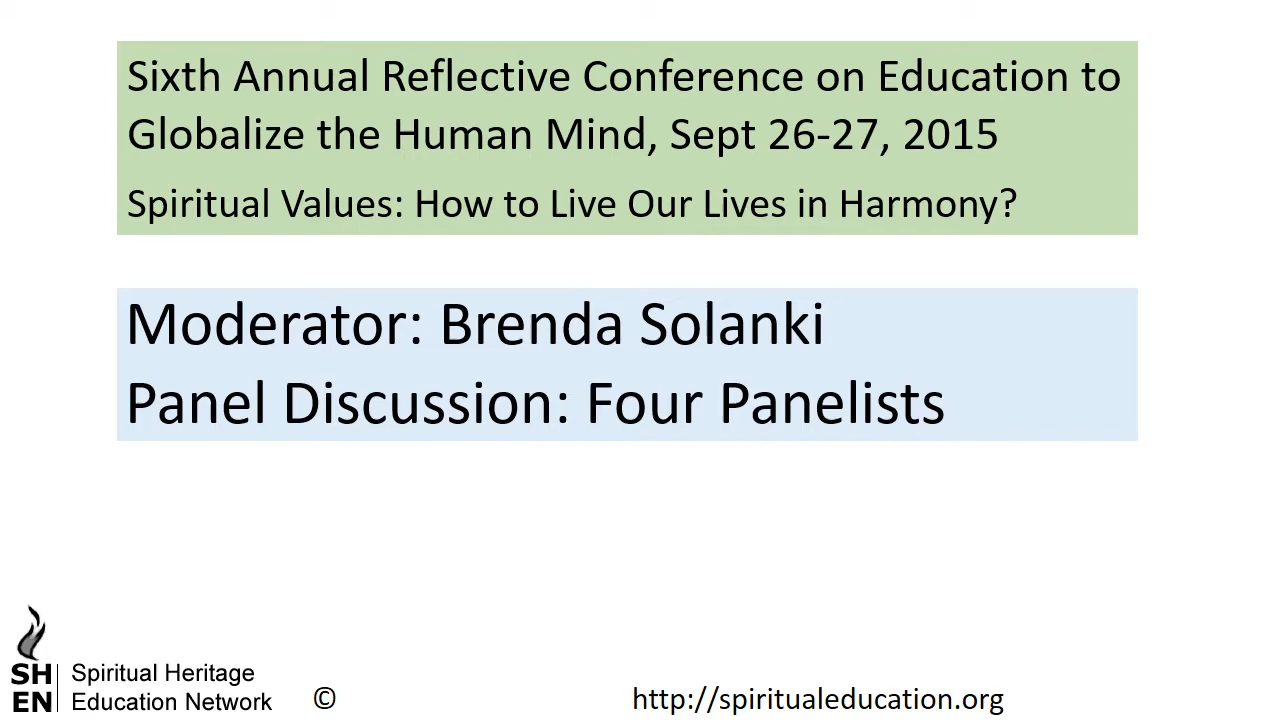 Sixth Annual Reflective Conference on Education to
Globalize the Human Mind, Sept 26-27, 2015
Spiritual Values: How to Live Our Lives in Harmony?
Moderator: Brenda Solanki
Panel Discussion: Four Panelists
SH
EN
Spiritual Heritage
Education Network
©
http://spiritualeducation.org